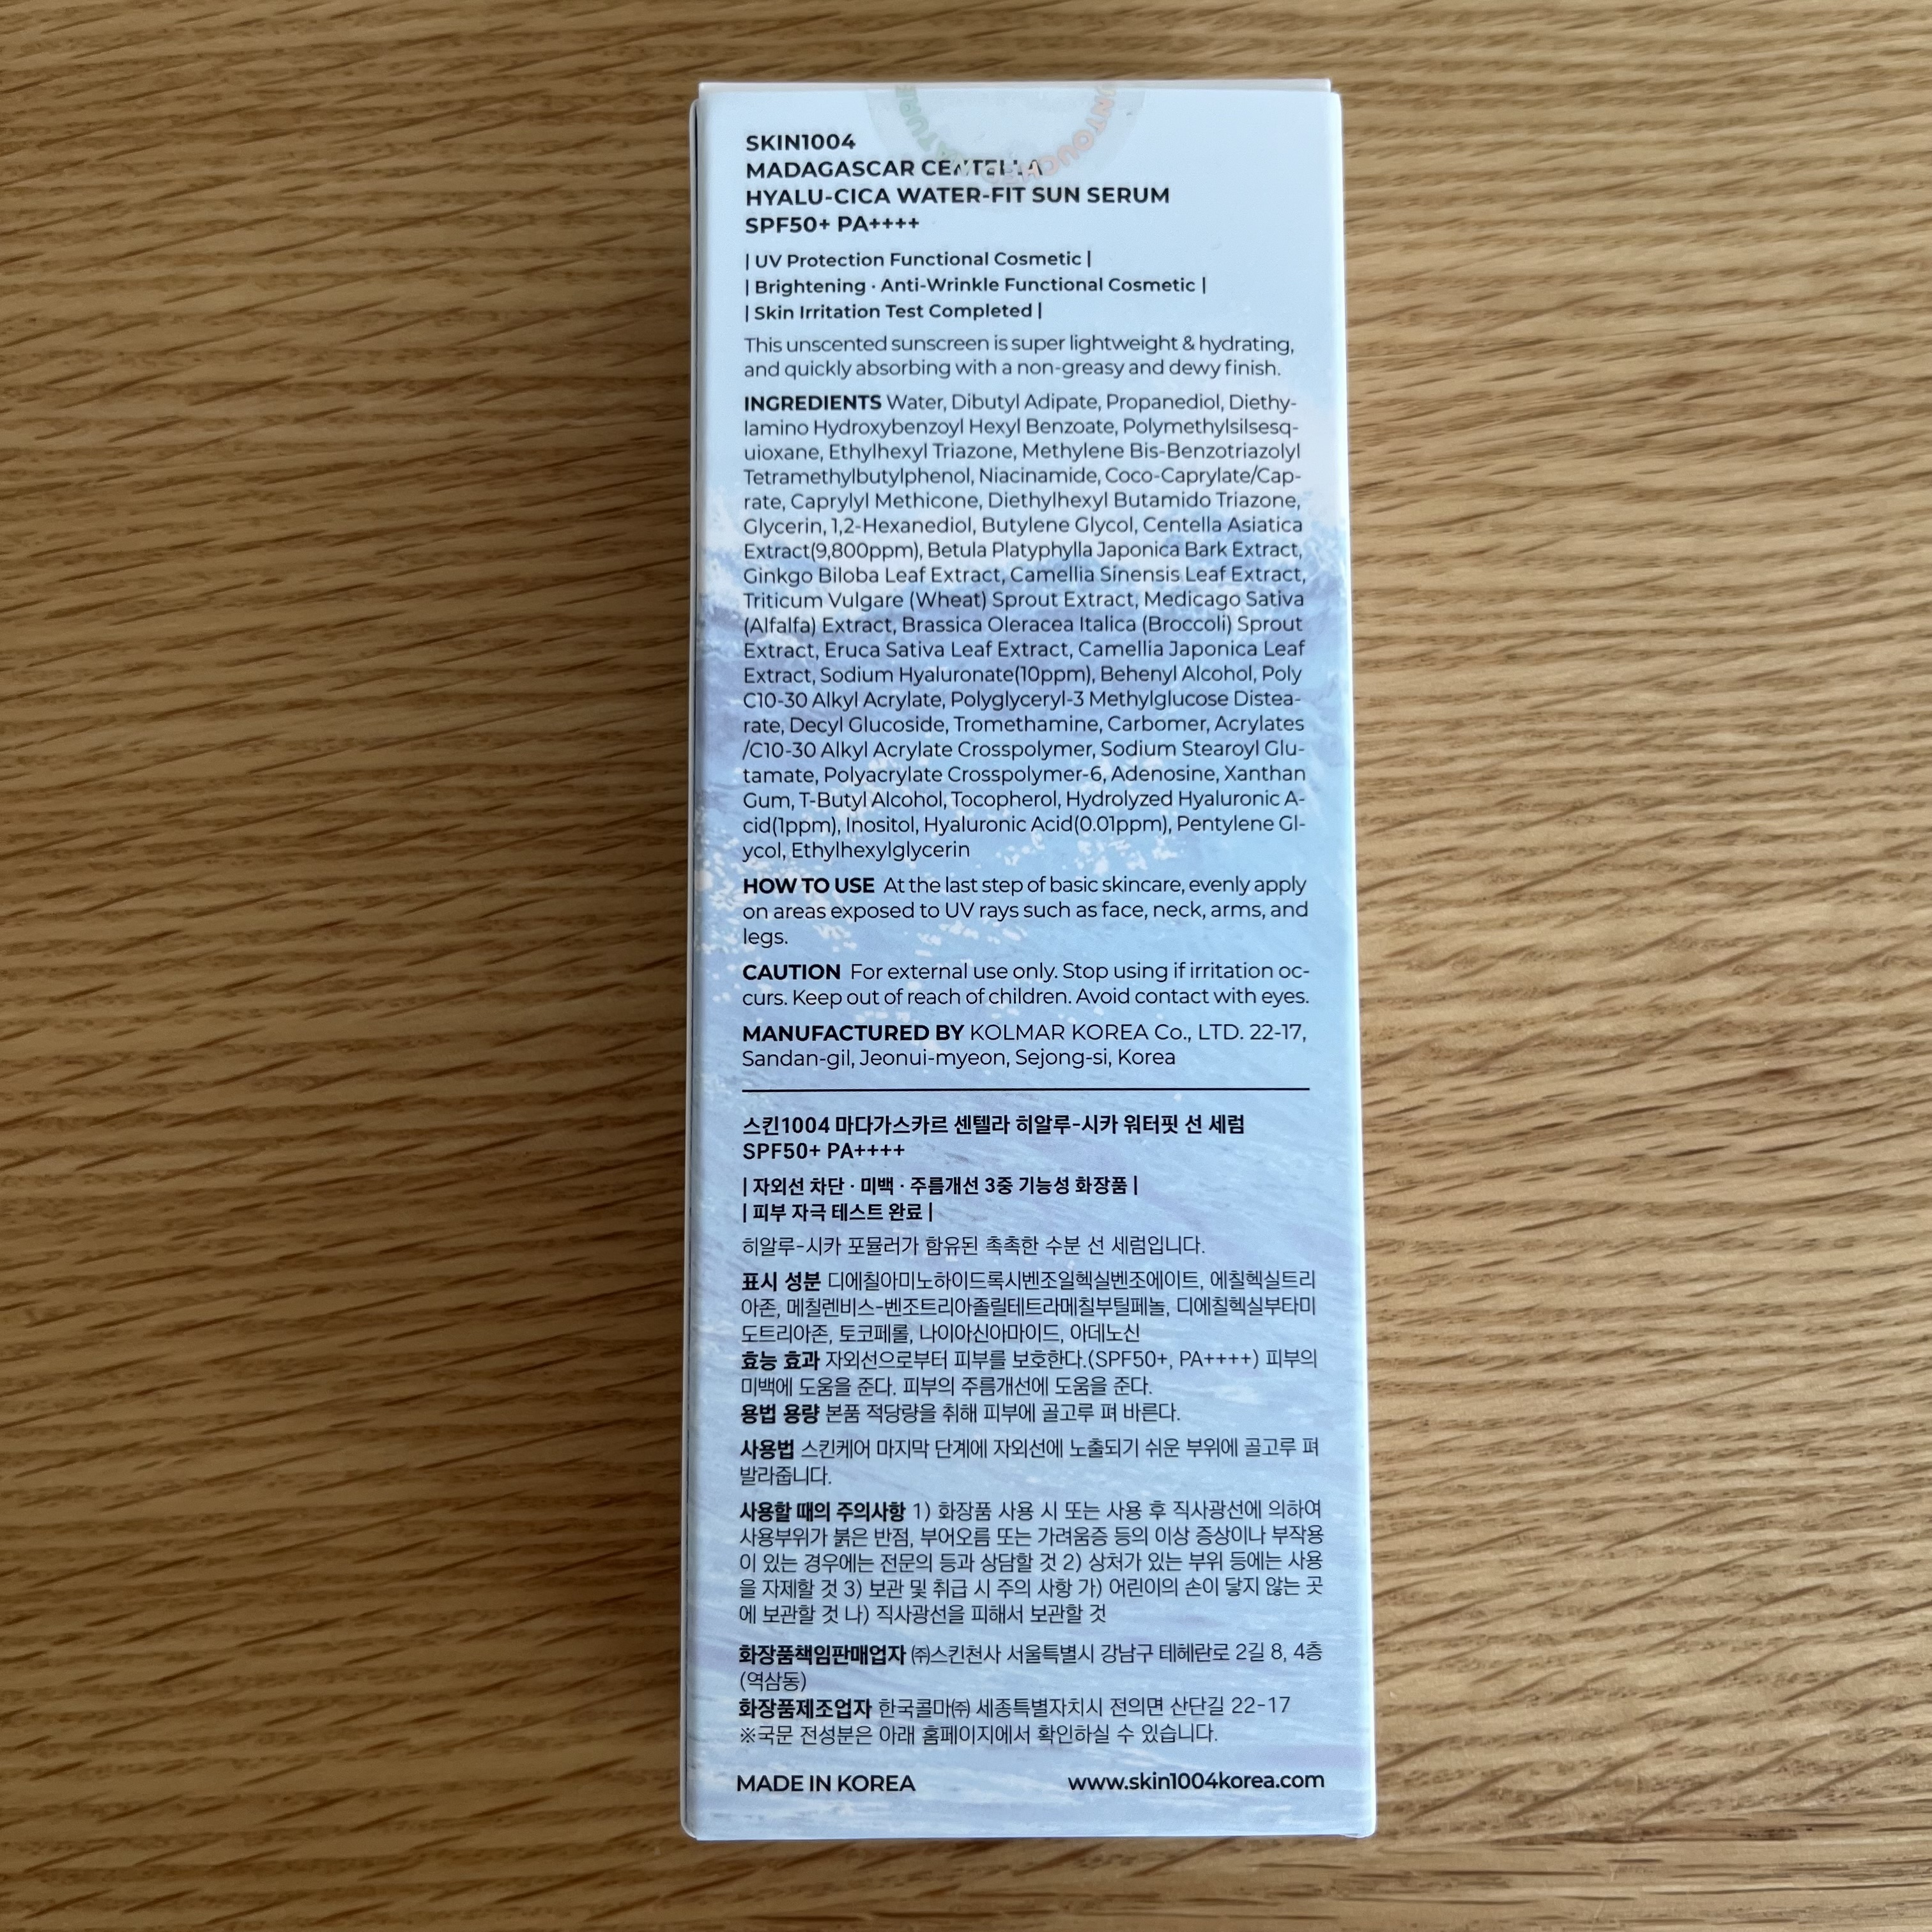 SKIN1004
MADAGASCAR CENTELLA
HYALU-CICA WATER-FIT SUN SERUM
SPF50+ PA++++
| UV Protection Functional Cosmetic |
| Brightening · Anti-Wrinkle Functional Cosmetic |
| Skin Irritation Test Completed |
This unscented sunscreen is super lightweight & hydrating,
and quickly absorbing with a non-greasy and dewy finish.
INGREDIENTS Water, Dibutyl Adipate, Propanediol, Diethy-
lamino Hydroxybenzoyl Hexyl Benzoate, Polymethylsilsesq-
uioxane, Ethylhexyl Triazone, Methylene Bis-Benzotriazolyl
Tetramethylbutylphenol, Niacinamide, Coco-Caprylate/Cap-
rate, Caprylyl Methicone, Diethylhexyl Butamido Triazone,
Glycerin, 1,2-Hexanediol, Butylene Glycol, Centella Asiatica
Extract(9,800ppm), Betula Platyphylla Japonica Bark Extract,
Ginkgo Biloba Leaf Extract, Camellia Sinensis Leaf Extract,
Triticum Vulgare (Wheat) Sprout Extract, Medicago Sativa
(Alfalfa) Extract, Brassica Oleracea Italica (Broccoli) Sprout
Extract, Eruca Sativa Leaf Extract, Camellia Japonica Leaf
Extract, Sodium Hyaluronate(10ppm), Behenyl Alcohol, Poly
C10-30 Alkyl Acrylate, Polyglyceryl-3 Methylglucose Distea-
rate, Decyl Glucoside, Tromethamine, Carbomer, Acrylates
/C10-30 Alkyl Acrylate Crosspolymer, Sodium Stearoyl Glu-
tamate, Polyacrylate Crosspolymer-6, Adenosine, Xanthan
Gum, T-Butyl Alcohol, Tocopherol, Hydrolyzed Hyaluronic A-
cid(1ppm), Inositol, Hyaluronic Acid(0.01ppm), Pentylene Gl-
ycol, Ethylhexylglycerin
HOW TO USE At the last step of basic skincare, evenly apply
on areas exposed to UV rays such as face, neck, arms, and
legs.
CAUTION For external use only. Stop using if irritation oc-
curs. Keep out of reach of children. Avoid contact with eyes.
MANUFACTURED BY KOLMAR KOREA Co., LTD. 22-17,
Sandan-gil, Jeonui-myeon, Sejong-si, Korea
스킨1004 마다가스카르 센텔라 히알루-시카 워터핏 선 세럼
SPF50+ PA++++
| 자외선 차단 · 미백 · 주름개선 3중 기능성 화장품 |
| 피부 자극 테스트 완료 |
히알루-시카 포뮬러가 함유된 촉촉한 수분 선 세럼입니다.
표시 성분 디에칠아미노하이드록시벤조일헥실벤조에이트, 에칠헥실트리
아존, 메칠렌비스-벤조트리아졸릴테트라메칠부틸페놀, 디에칠헥실부타미
도트리아존, 토코페롤, 나이아신아마이드, 아데노신
효능 효과 자외선으로부터 피부를 보호한다.(SPF50+, PA++++) 피부의
미백에 도움을 준다. 피부의 주름개선에 도움을 준다.
용법 용량 본품 적당량을 취해 피부에 골고루 펴 바른다.
사용법 스킨케어 마지막 단계에 자외선에 노출되기 쉬운 부위에 골고루 펴
발라줍니다.
사용할 때의 주의사항 1) 화장품 사용 시 또는 사용 후 직사광선에 의하여
사용부위가 붉은 반점, 부어오름 또는 가려움증 등의 이상 증상이나 부작용
이 있는 경우에는 전문의 등과 상담할 것 2) 상처가 있는 부위 등에는 사용
을 자제할 것 3) 보관 및 취급 시 주의 사항 가) 어린이의 손이 닿지 않는 곳
에 보관할 것 나) 직사광선을 피해서 보관할 것
화장품책임판매업자 ㈜스킨천사 서울특별시 강남구 테헤란로 2길 8, 4층
(역삼동)
화장품제조업자 한국콜마㈜ 세종특별자치시 전의면 산단길 22-17
※국문 전성분은 아래 홈페이지에서 확인하실 수 있습니다.
MADE IN KOREA
www.skin1004korea.com